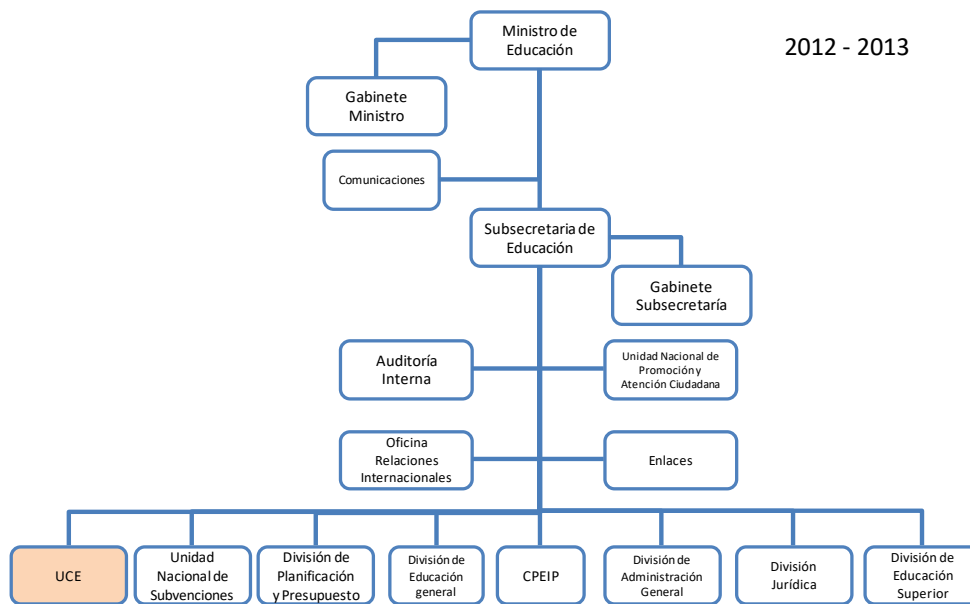 Ministro de
Educación
2012 - 2013
Gabinete
Ministro
Comunicaciones
Subsecretaria de
Educación
Gabinete
Subsecretaría
Auditoría
Interna
Unidad Nacional de
Promoción y
Atención Ciudadana
Oficina
Relaciones
Internacionales
Enlaces
UCE
Unidad
Nacional de
Subvenciones
División de
Planificación
y Presupuesto
División de
Educación
general
CPEIP
División de
Administración
General
División
Jurídica
División de
Educación
Superior